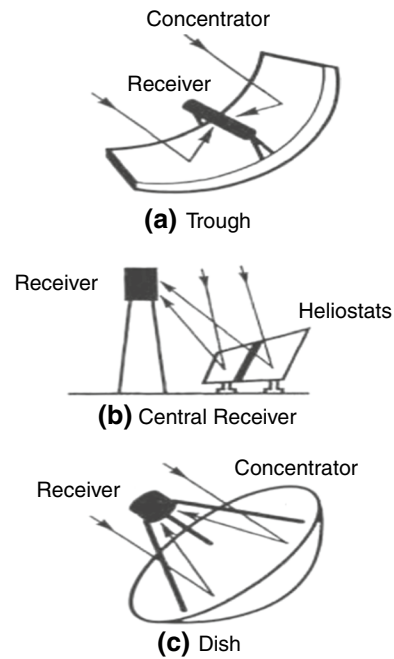 Concentrator
Receiver
(a) Trough
Receiver
Heliostats
(b) Central Receiver
Concentrator
Receiver
(c) Dish